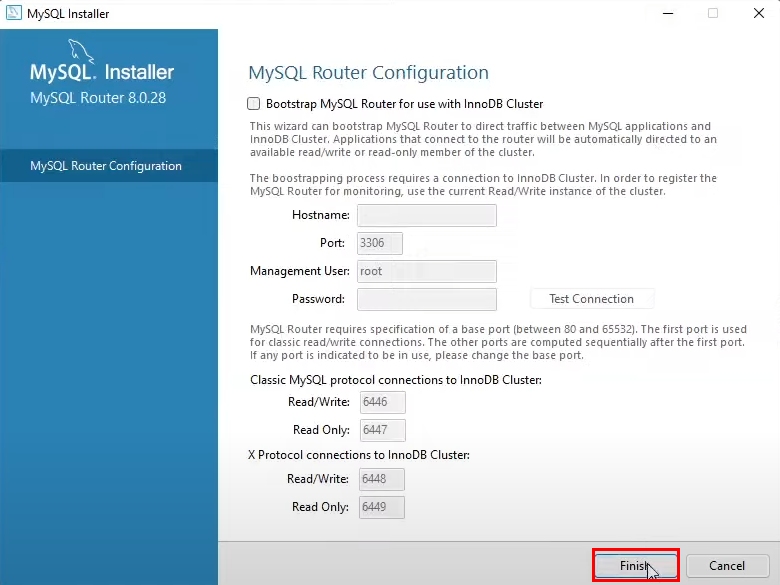 MySQL Installer
MySQL. Installer
MySQL Router 8.0.28
MySQL Router Configuration
MySQL Router Configuration
Bootstrap MySQL Router for use with InnoDB Cluster
This wizard can bootstrap MySQL Router to direct traffic between MySQL applications and
InnoDB Cluster. Applications that connect to the router will be automatically directed to an
available read/write or read-only member of the cluster.
The boostrapping process requires a connection to InnoDB Cluster. In order to register the
MySQL Router for monitoring, use the current Read/Write instance of the cluster.
Hostname:
Port: 3306
Management User: root
Password: Test Connection
MySQL Router requires specification of a base port (between 80 and 65532). The first port is used
for classic read/write connections. The other ports are computed sequentially after the first port.
If any port is indicated to be in use, please change the base port.
Classic MySQL protocol connections to InnoDB Cluster:
Read/Write: 6446
Read Only: 6447
X Protocol connections to InnoDB Cluster:
Read/Write: 6448
Read Only: 6449
Finish Cancel